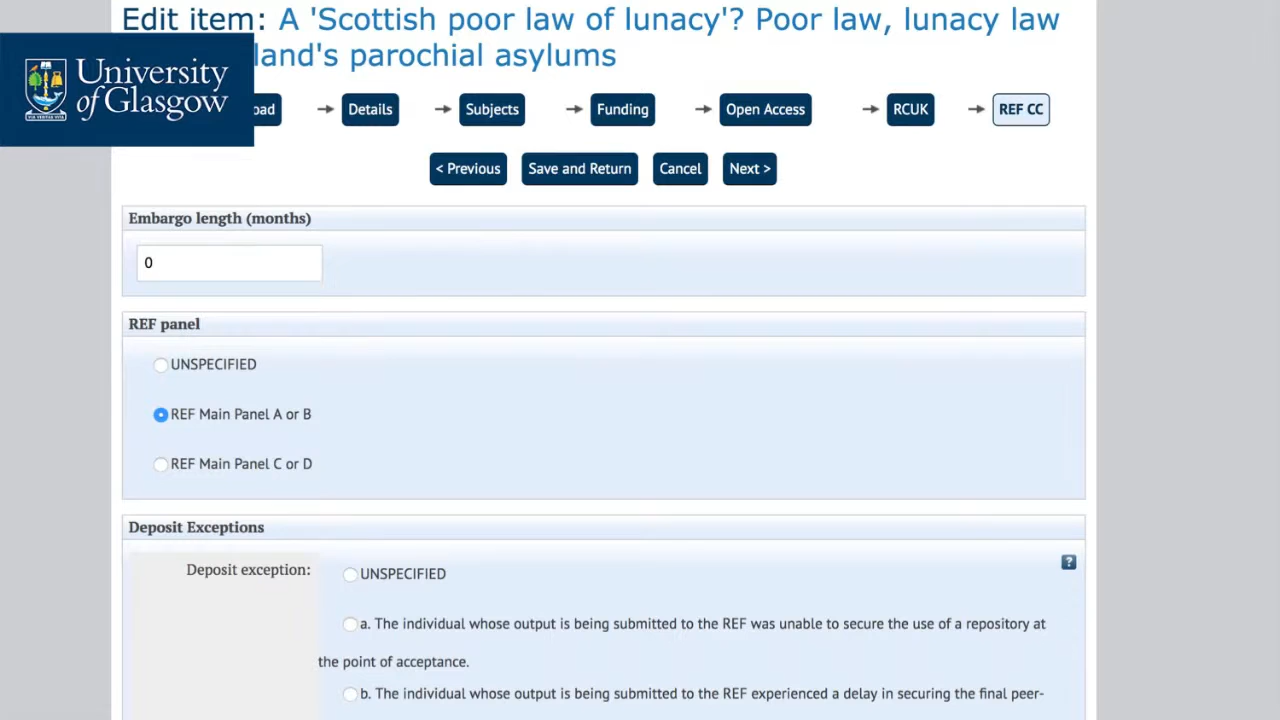 Edit item: A 'Scottish poor law of lunacy'? Poor law, lunacy law
land's parochial asylums
University
of Glasgow
VIA VERITAS VITA
oad → Details → Subjects → Funding → Open Access → RCUK → REF CC
< Previous Save and Return Cancel Next >
Embargo length (months)
0
REF panel
UNSPECIFIED
REF Main Panel A or B
REF Main Panel C or D
Deposit Exceptions
?
Deposit exception: UNSPECIFIED
a. The individual whose output is being submitted to the REF was unable to secure the use of a repository at
the point of acceptance.
b. The individual whose output is being submitted to the REF experienced a delay in securing the final peer-